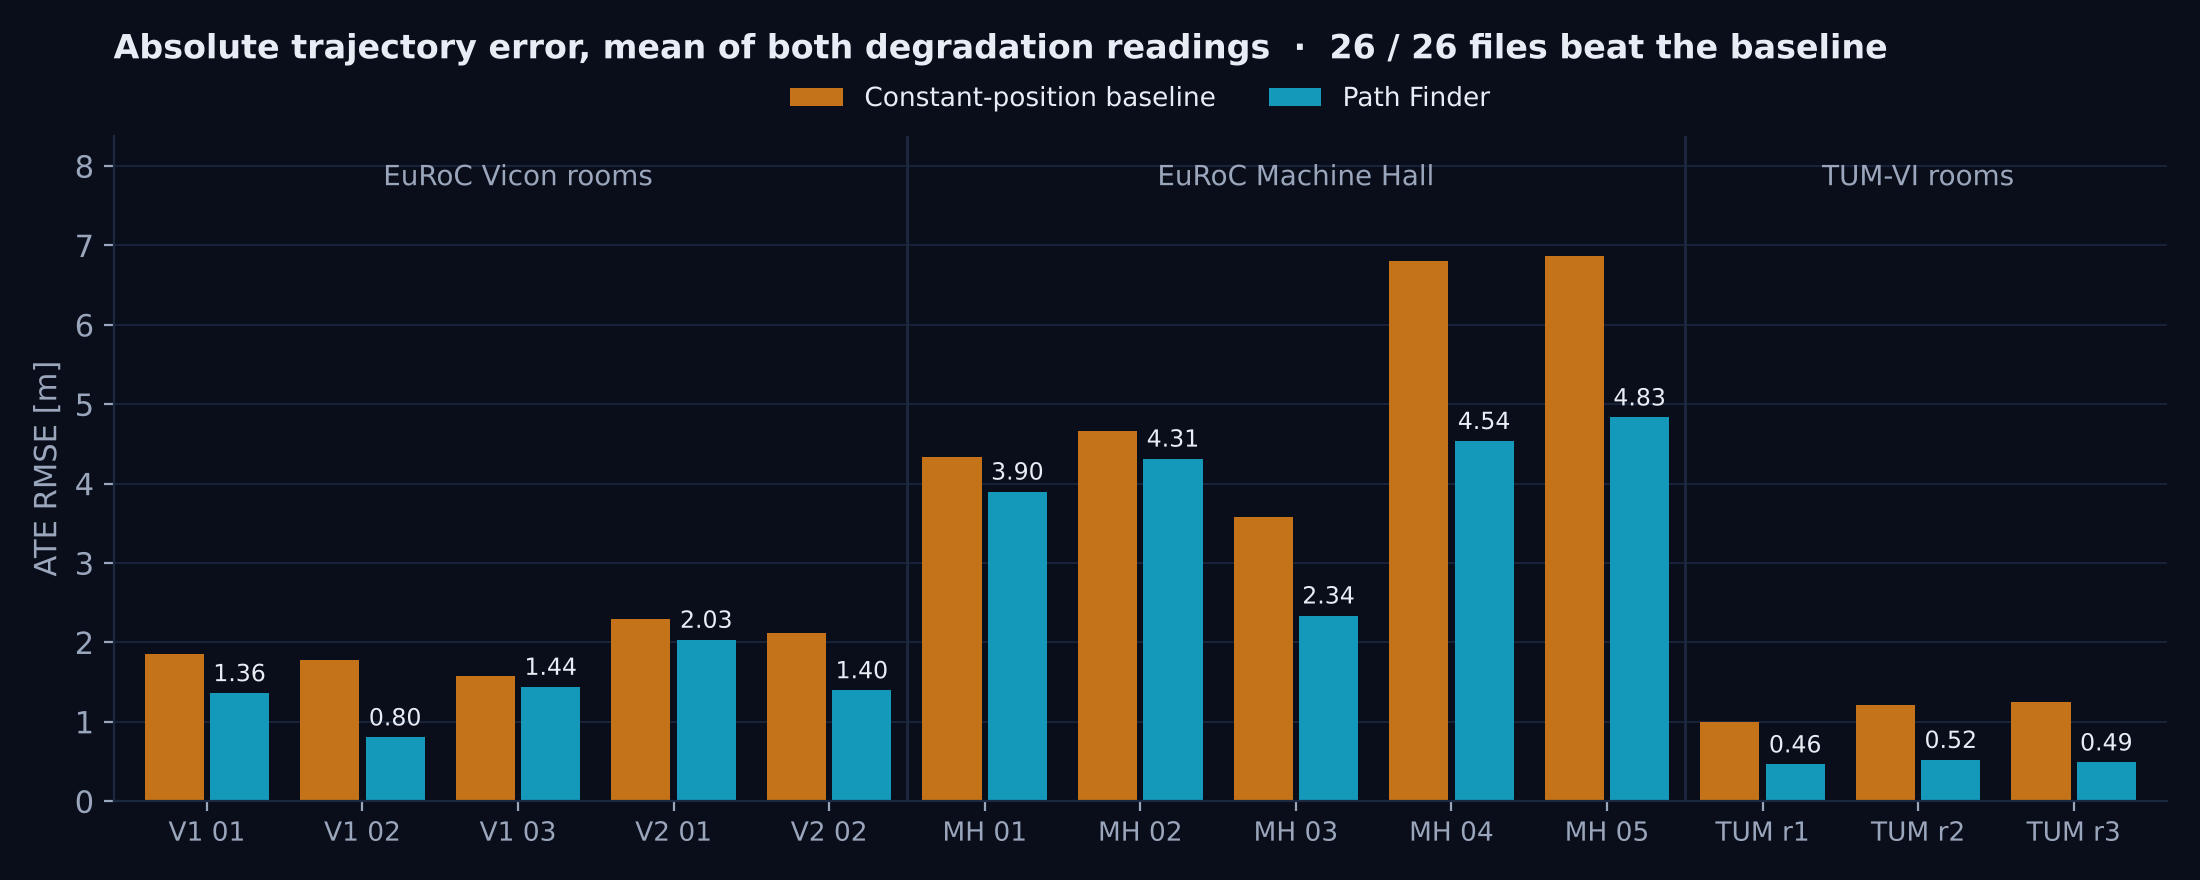 Absolute trajectory error, mean of both degradation readings · 26 / 26 files beat the baseline
Constant-position baseline Path Finder
EuRoC Vicon rooms EuRoC Machine Hall TUM-VI rooms
ATE RMSE [m]
8
7
6
5
4
3
2
1
0
1.36 0.80 1.44 2.03 1.40 3.90 4.31 2.34 4.54 4.83 0.46 0.52 0.49
V1 01 V1 02 V1 03 V2 01 V2 02 MH 01 MH 02 MH 03 MH 04 MH 05 TUM r1 TUM r2 TUM r3